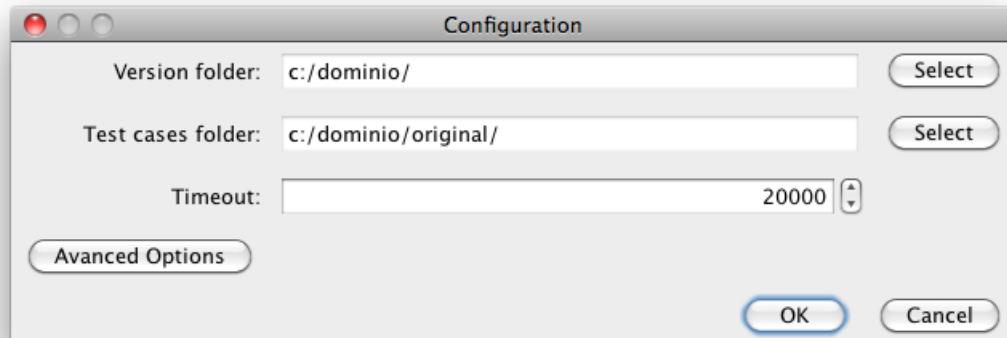 Configuration
Version folder: c:/dominio/ Select
Test cases folder: c:/dominio/original/ Select
Timeout: 20000
Avanced Options
OK Cancel